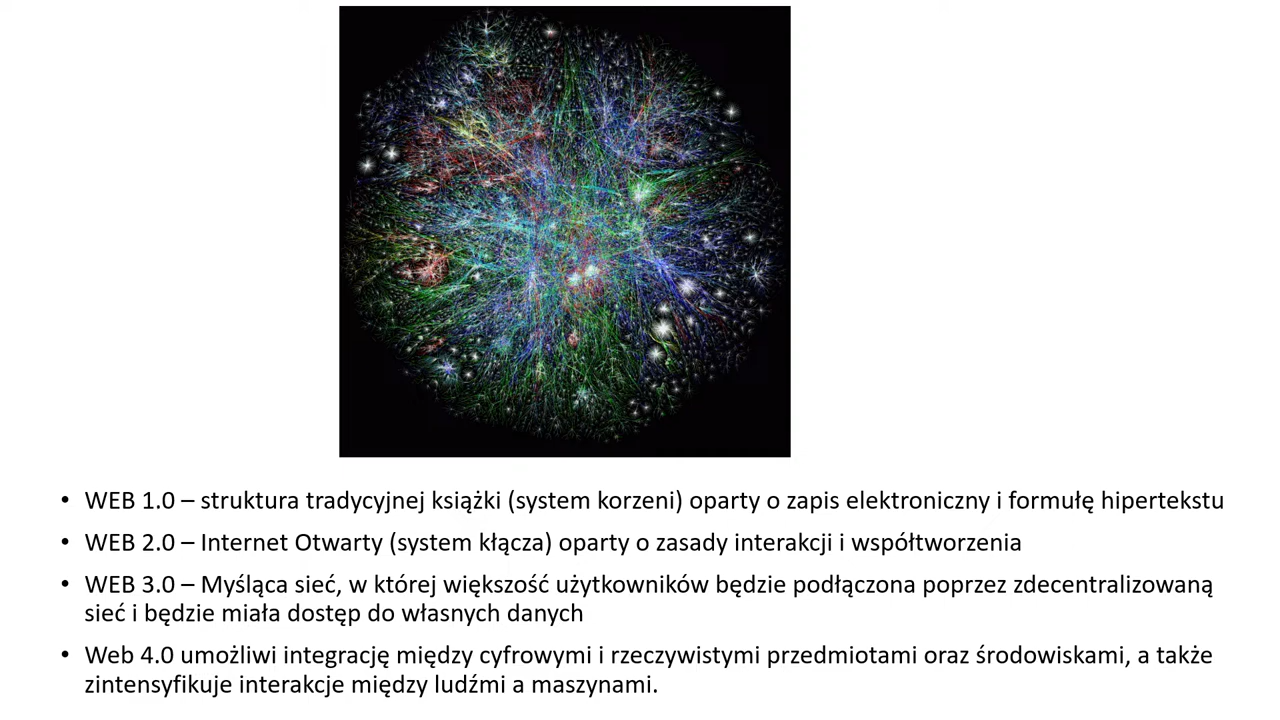 • WEB 1.0 – struktura tradycyjnej książki (system korzeni) oparty o zapis elektroniczny i formułę hipertekstu
• WEB 2.0 – Internet Otwarty (system kłącza) oparty o zasady interakcji i współtworzenia
• WEB 3.0 – Myśląca sieć, w której większość użytkowników będzie podłączona poprzez zdecentralizowaną
sieć i będzie miała dostęp do własnych danych
• Web 4.0 umożliwi integrację między cyfrowymi i rzeczywistymi przedmiotami oraz środowiskami, a także
zintensyfikuje interakcje między ludźmi a maszynami.